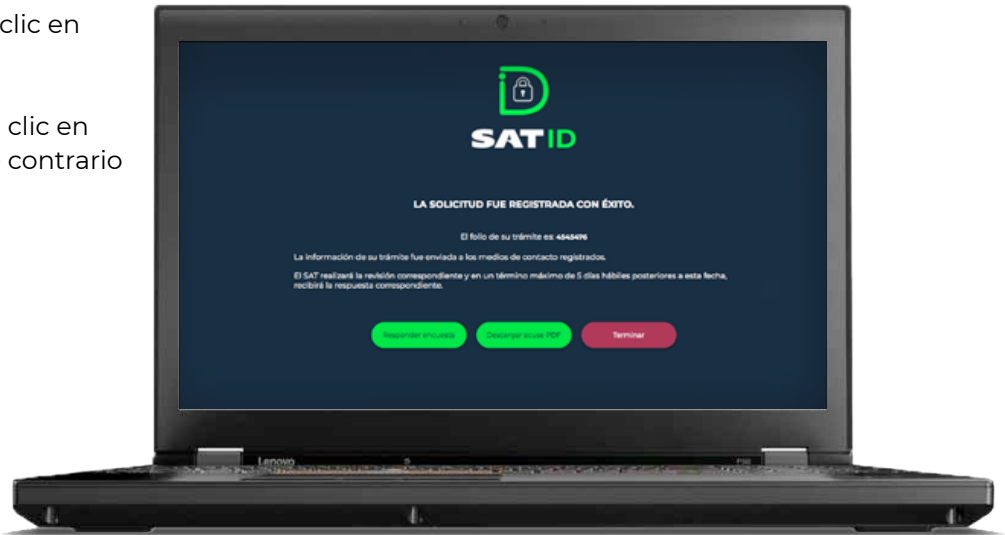 clic en
clic en
contrario
SATID
LA SOLICITUD FUE REGISTRADA CON ÉXITO.
El folio de su trámite es: 4545476
La información de su trámite fue enviada a los medios de contacto registrados.
El SAT realizará la revisión correspondiente y en un término máximo de 5 días hábiles posteriores a esta fecha,
recibirá la respuesta correspondiente.
Responder encuesta
Descargar acuse PDF
Terminar
Lenovo